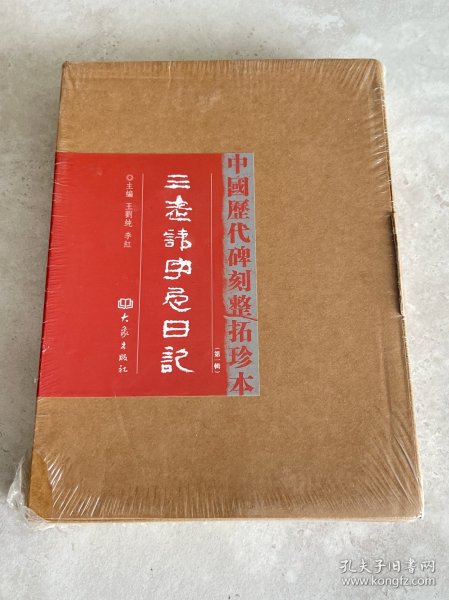 中國歷代碑刻整拓珍本
(第一輯)
三老諱字忌日記
◎主編 王劉純 李紅
大象出版社
孔夫子旧书网
www.kongfz.com